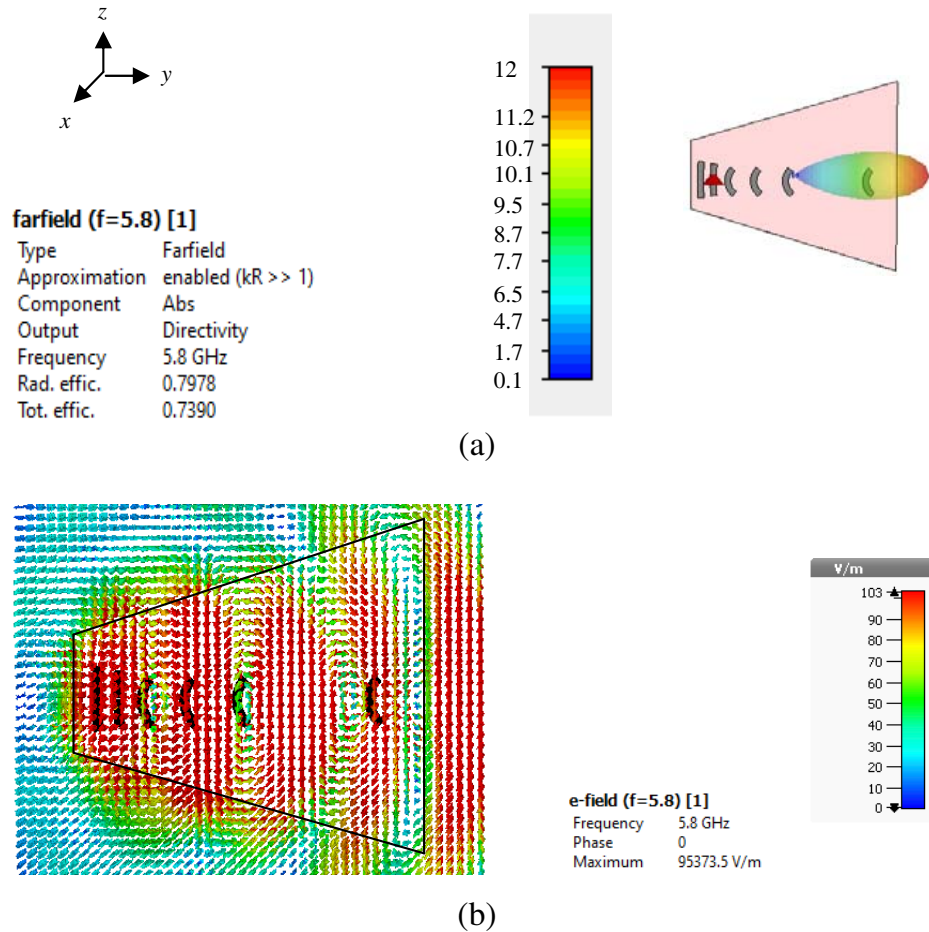 z
y
x
12
11.2
10.7
10.1
9.5
8.7
7.7
6.5
4.7
1.7
0.1
farfield (f=5.8) [1]
Type Farfield
Approximation enabled (kR >> 1)
Component Abs
Output Directivity
Frequency 5.8 GHz
Rad. effic. 0.7978
Tot. effic. 0.7390
(a)
V/m
103
90
80
70
60
50
40
30
20
10
0
e-field (f=5.8) [1]
Frequency 5.8 GHz
Phase 0
Maximum 95373.5 V/m
(b)